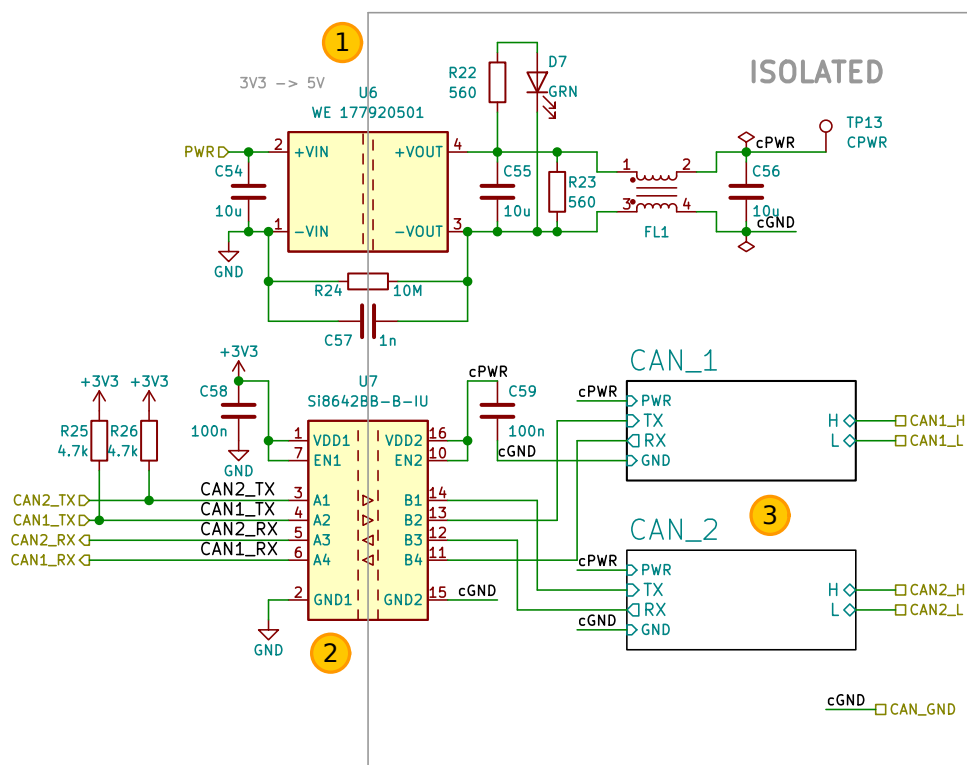 1
3V3 -> 5V
ISOLATED
U6
WE 177920501
PWR
2
+VIN
+VOUT
4
C54
10u
1
-VIN
-VOUT
3
GND
R22
560
D7
GRN
C55
10u
R23
560
1
2
3
4
FL1
cPWR
TP13
CPWR
C56
10u
cGND
R24
10M
C57
1n
+3V3
+3V3
+3V3
R25
4.7k
R26
4.7k
C58
100n
GND
U7
Si8642BB-B-IU
1
VDD1
VDD2
16
7
EN1
EN2
10
3
A1
B1
14
4
A2
B2
13
5
A3
B3
12
6
A4
B4
11
2
GND1
GND2
15
CAN2_TX
CAN2_TX
CAN1_TX
CAN1_TX
CAN2_RX
CAN2_RX
CAN1_RX
CAN1_RX
GND
2
cPWR
C59
100n
cGND
cGND
CAN_1
cPWR
PWR
TX
RX
GND
H
L
CAN1_H
CAN1_L
3
CAN_2
cPWR
PWR
TX
RX
cGND
GND
H
L
CAN2_H
CAN2_L
cGND
CAN_GND